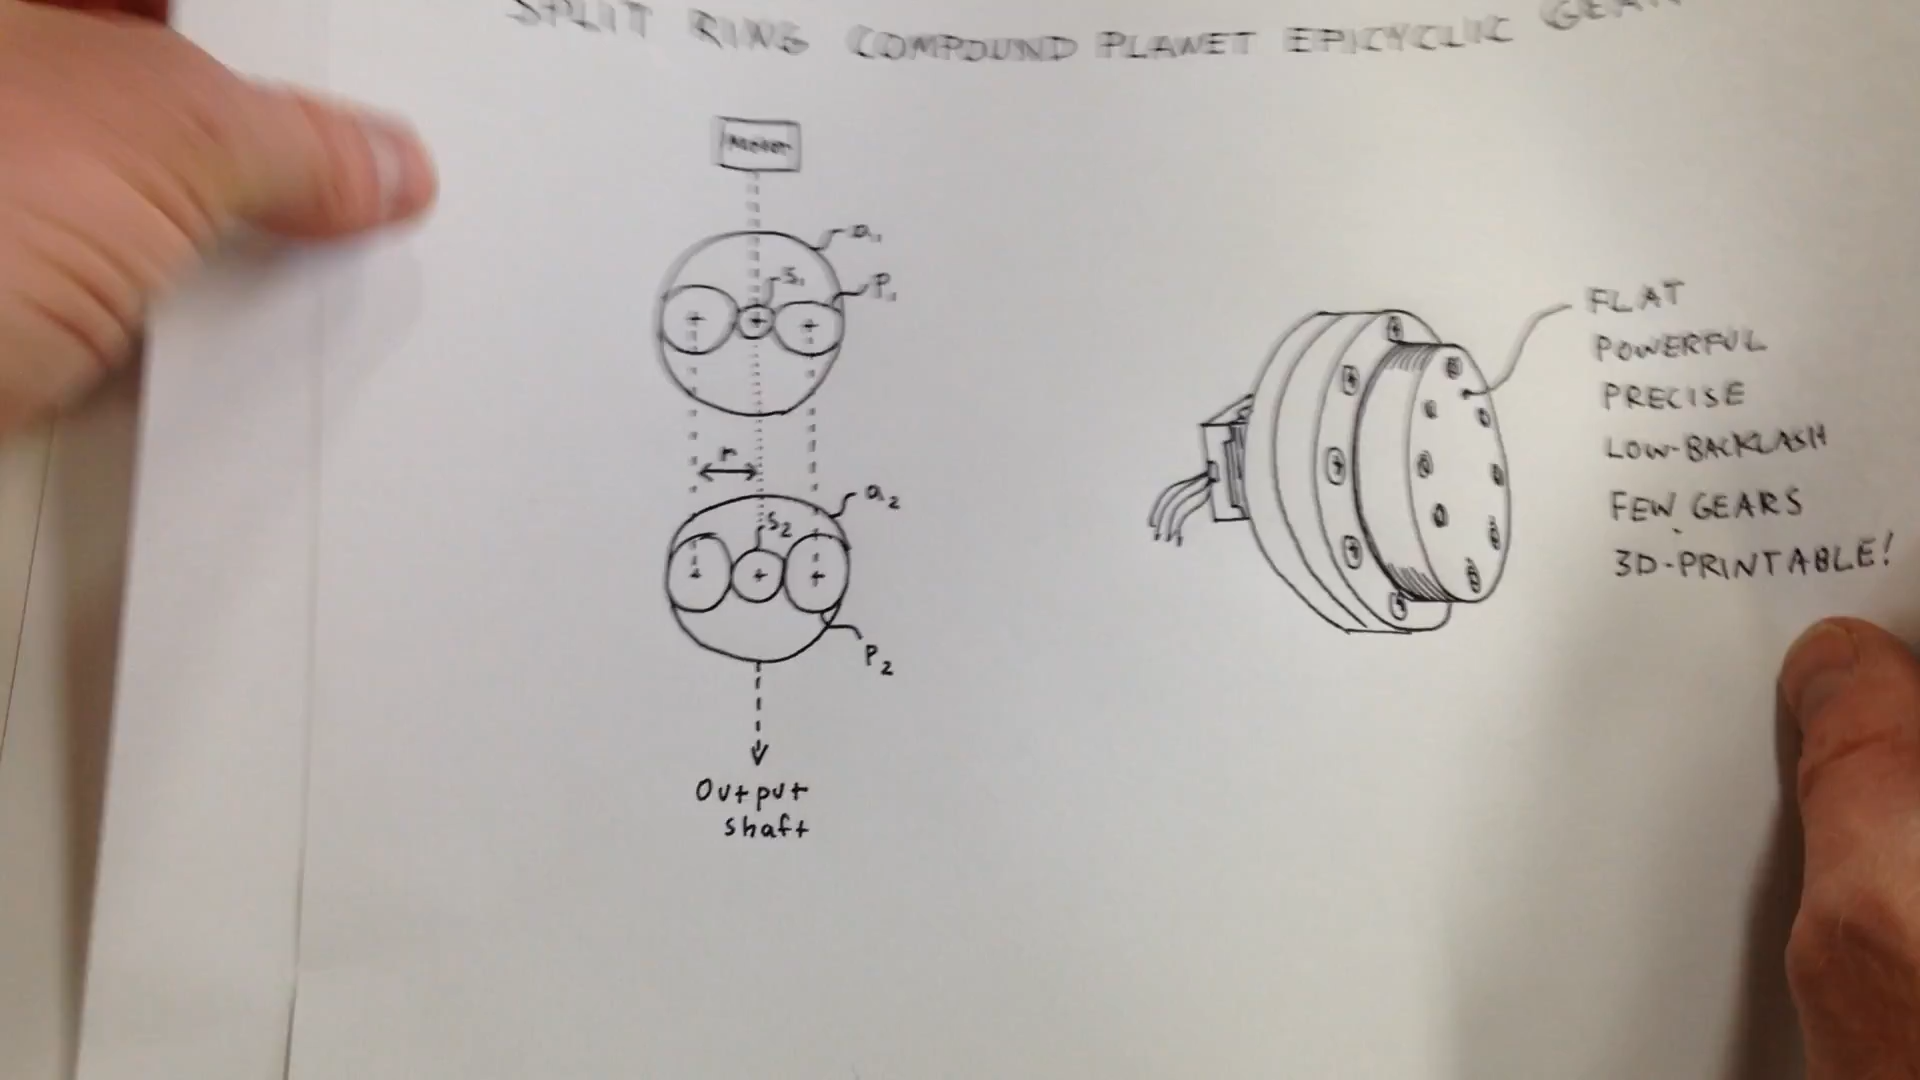 SPLIT RING COMPOUND PLANET EPICYCLIC GEAR
Motor
a₁
S₁
P₁
r
a₂
S₂
P₂
Output
shaft
FLAT
POWERFUL
PRECISE
LOW-BACKLASH
FEW GEARS
3D-PRINTABLE!